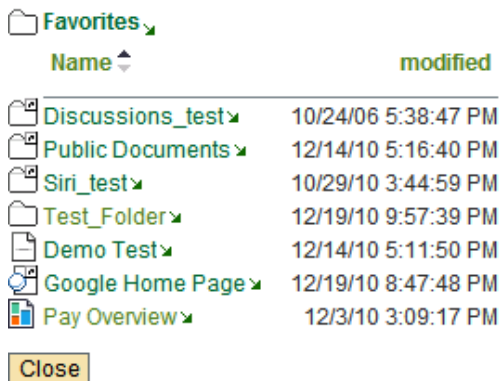 Favorites
Name modified
Discussions_test 10/24/06 5:38:47 PM
Public Documents 12/14/10 5:16:40 PM
Siri_test 10/29/10 3:44:59 PM
Test_Folder 12/19/10 9:57:39 PM
Demo Test 12/14/10 5:11:50 PM
Google Home Page 12/19/10 8:47:48 PM
Pay Overview 12/3/10 3:09:17 PM
Close